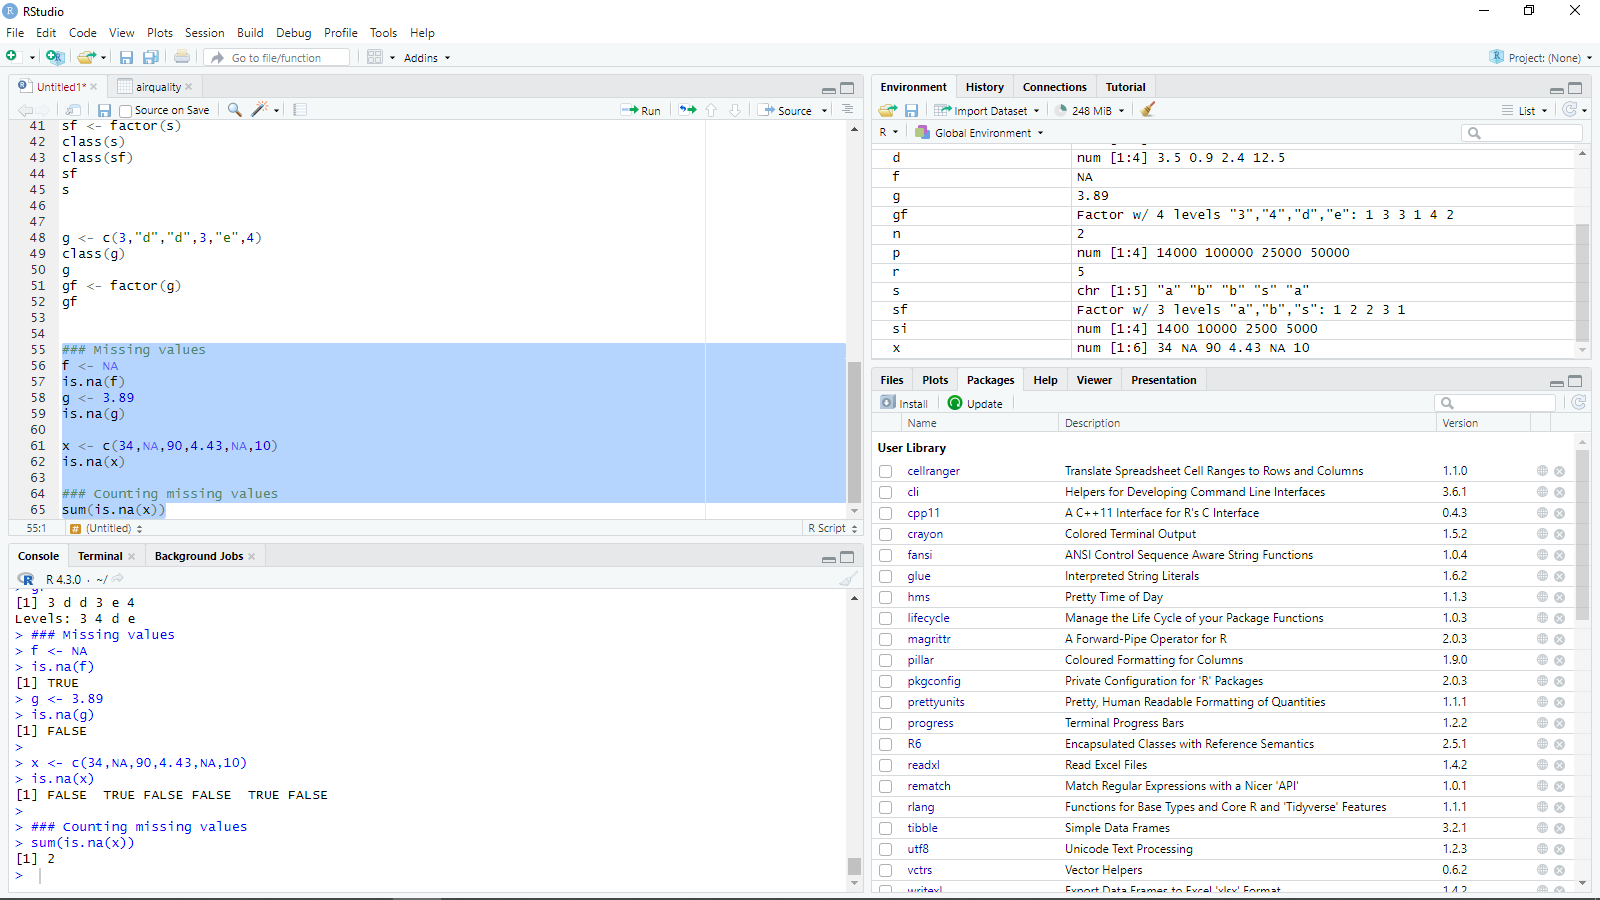 RStudio
File Edit Code View Plots Session Build Debug Profile Tools Help
Go to file/function Addins Project: (None)
Untitled1* airquality
Source on Save Run Source
41 sf <- factor(s)
42 class(s)
43 class(sf)
44 sf
45 s
46
47
48 g <- c(3,"d","d",3,"e",4)
49 class(g)
50 g
51 gf <- factor(g)
52 gf
53
54
55 ### Missing values
56 f <- NA
57 is.na(f)
58 g <- 3.89
59 is.na(g)
60
61 x <- c(34,NA,90,4.43,NA,10)
62 is.na(x)
63
64 ### Counting missing values
65 sum(is.na(x))
55:1 (Untitled) R Script
Console Terminal Background Jobs
R 4.3.0 · ~/
[1] 3 d d 3 e 4
Levels: 3 4 d e
> ### Missing values
> f <- NA
> is.na(f)
[1] TRUE
> g <- 3.89
> is.na(g)
[1] FALSE
>
> x <- c(34,NA,90,4.43,NA,10)
> is.na(x)
[1] FALSE  TRUE FALSE FALSE  TRUE FALSE
>
> ### Counting missing values
> sum(is.na(x))
[1] 2
>
Environment History Connections Tutorial
Import Dataset 248 MiB List
R Global Environment
d num [1:4] 3.5 0.9 2.4 12.5
f NA
g 3.89
gf Factor w/ 4 levels "3","4","d","e": 1 3 3 1 4 2
n 2
p num [1:4] 14000 100000 25000 50000
r 5
s chr [1:5] "a" "b" "b" "s" "a"
sf Factor w/ 3 levels "a","b","s": 1 2 2 3 1
si num [1:4] 1400 10000 2500 5000
x num [1:6] 34 NA 90 4.43 NA 10
Files Plots Packages Help Viewer Presentation
Install Update
Name Description Version
User Library
cellranger Translate Spreadsheet Cell Ranges to Rows and Columns 1.1.0
cli Helpers for Developing Command Line Interfaces 3.6.1
cpp11 A C++11 Interface for R's C Interface 0.4.3
crayon Colored Terminal Output 1.5.2
fansi ANSI Control Sequence Aware String Functions 1.0.4
glue Interpreted String Literals 1.6.2
hms Pretty Time of Day 1.1.3
lifecycle Manage the Life Cycle of your Package Functions 1.0.3
magrittr A Forward-Pipe Operator for R 2.0.3
pillar Coloured Formatting for Columns 1.9.0
pkgconfig Private Configuration for 'R' Packages 2.0.3
prettyunits Pretty, Human Readable Formatting of Quantities 1.1.1
progress Terminal Progress Bars 1.2.2
R6 Encapsulated Classes with Reference Semantics 2.5.1
readxl Read Excel Files 1.4.2
rematch Match Regular Expressions with a Nicer 'API' 1.0.1
rlang Functions for Base Types and Core R and 'Tidyverse' Features 1.1.1
tibble Simple Data Frames 3.2.1
utf8 Unicode Text Processing 1.2.3
vctrs Vector Helpers 0.6.2
writexl Export Data Frames to Excel 'xlsx' Format 1.4.2